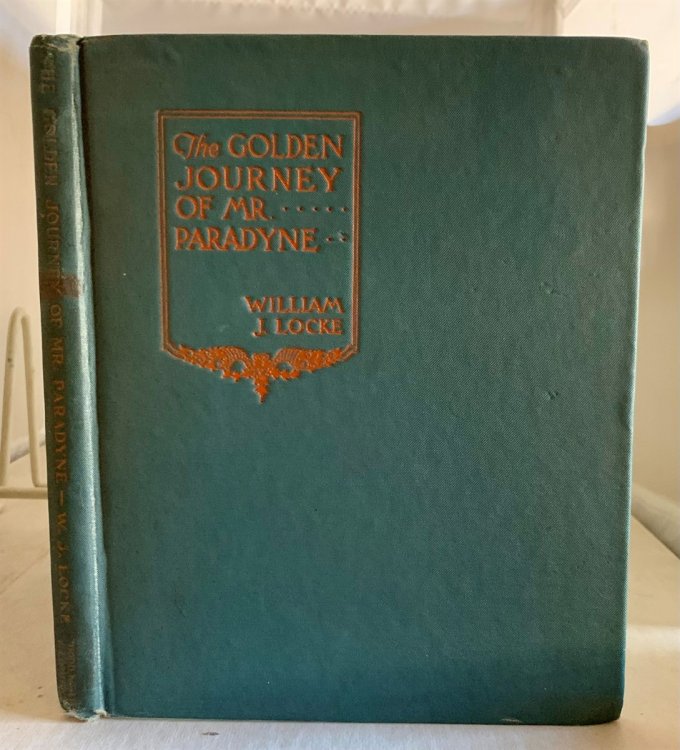 The GOLDEN
JOURNEY
OF MR. .....
PARADYNE ..
WILLIAM
J. LOCKE
THE GOLDEN JOURNEY OF MR. PARADYNE — W. J. LOCKE